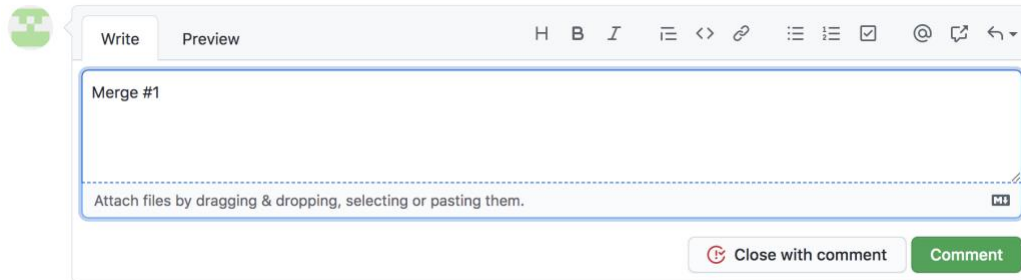 Write Preview
Merge #1
Attach files by dragging & dropping, selecting or pasting them.
Close with comment Comment